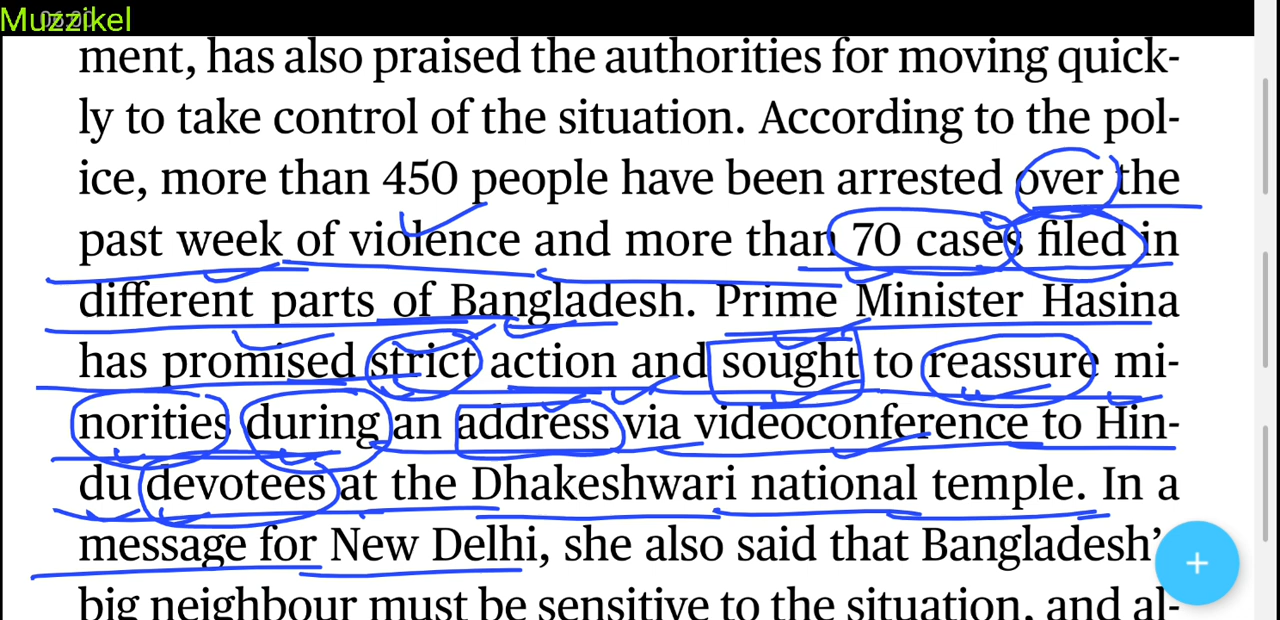 Muzzikel
ment, has also praised the authorities for moving quick-
ly to take control of the situation. According to the pol-
ice, more than 450 people have been arrested over the
past week of violence and more than 70 cases filed in
different parts of Bangladesh. Prime Minister Hasina
has promised strict action and sought to reassure mi-
norities during an address via videoconference to Hin-
du devotees at the Dhakeshwari national temple. In a
message for New Delhi, she also said that Bangladesh’
big neighbour must be sensitive to the situation, and al-
+